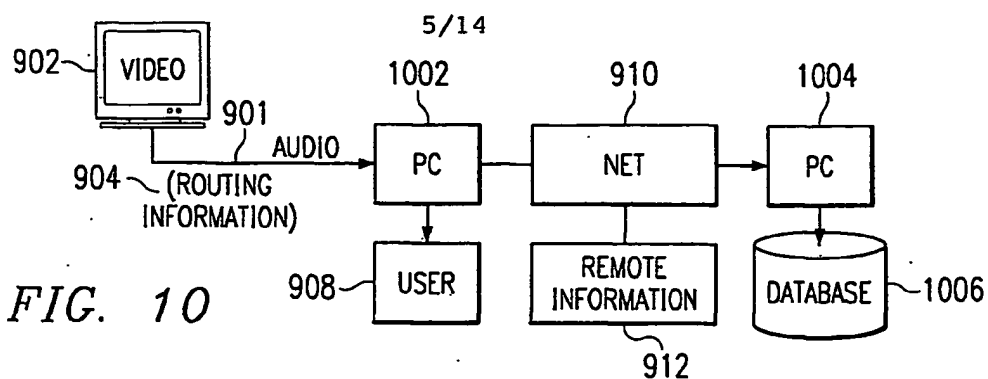 5/14
902
VIDEO
901
AUDIO
904
(ROUTING
INFORMATION)
1002
PC
910
NET
1004
PC
908
USER
REMOTE
INFORMATION
912
DATABASE
1006
FIG. 10